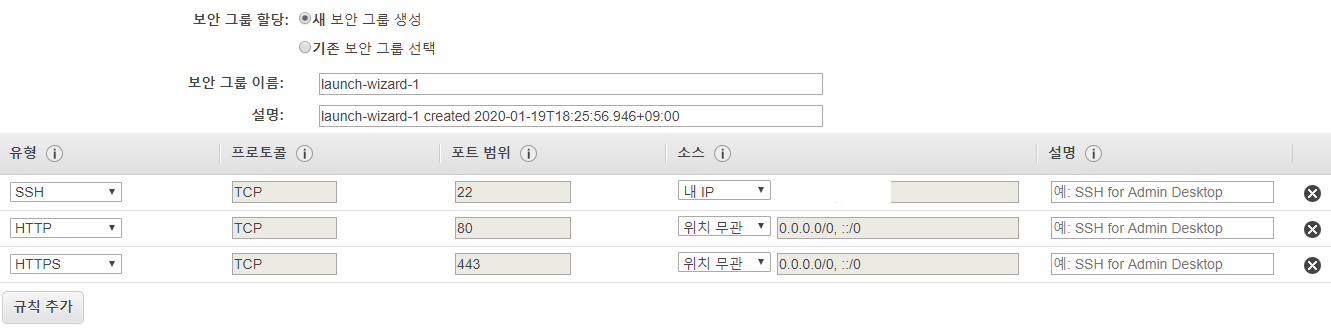 보안 그룹 할당: 새 보안 그룹 생성
기존 보안 그룹 선택
보안 그룹 이름: launch-wizard-1
설명: launch-wizard-1 created 2020-01-19T18:25:56.946+09:00
유형 프로토콜 포트 범위 소스 설명
SSH TCP 22 내 IP 예: SSH for Admin Desktop
HTTP TCP 80 위치 무관 0.0.0.0/0, ::/0 예: SSH for Admin Desktop
HTTPS TCP 443 위치 무관 0.0.0.0/0, ::/0 예: SSH for Admin Desktop
규칙 추가